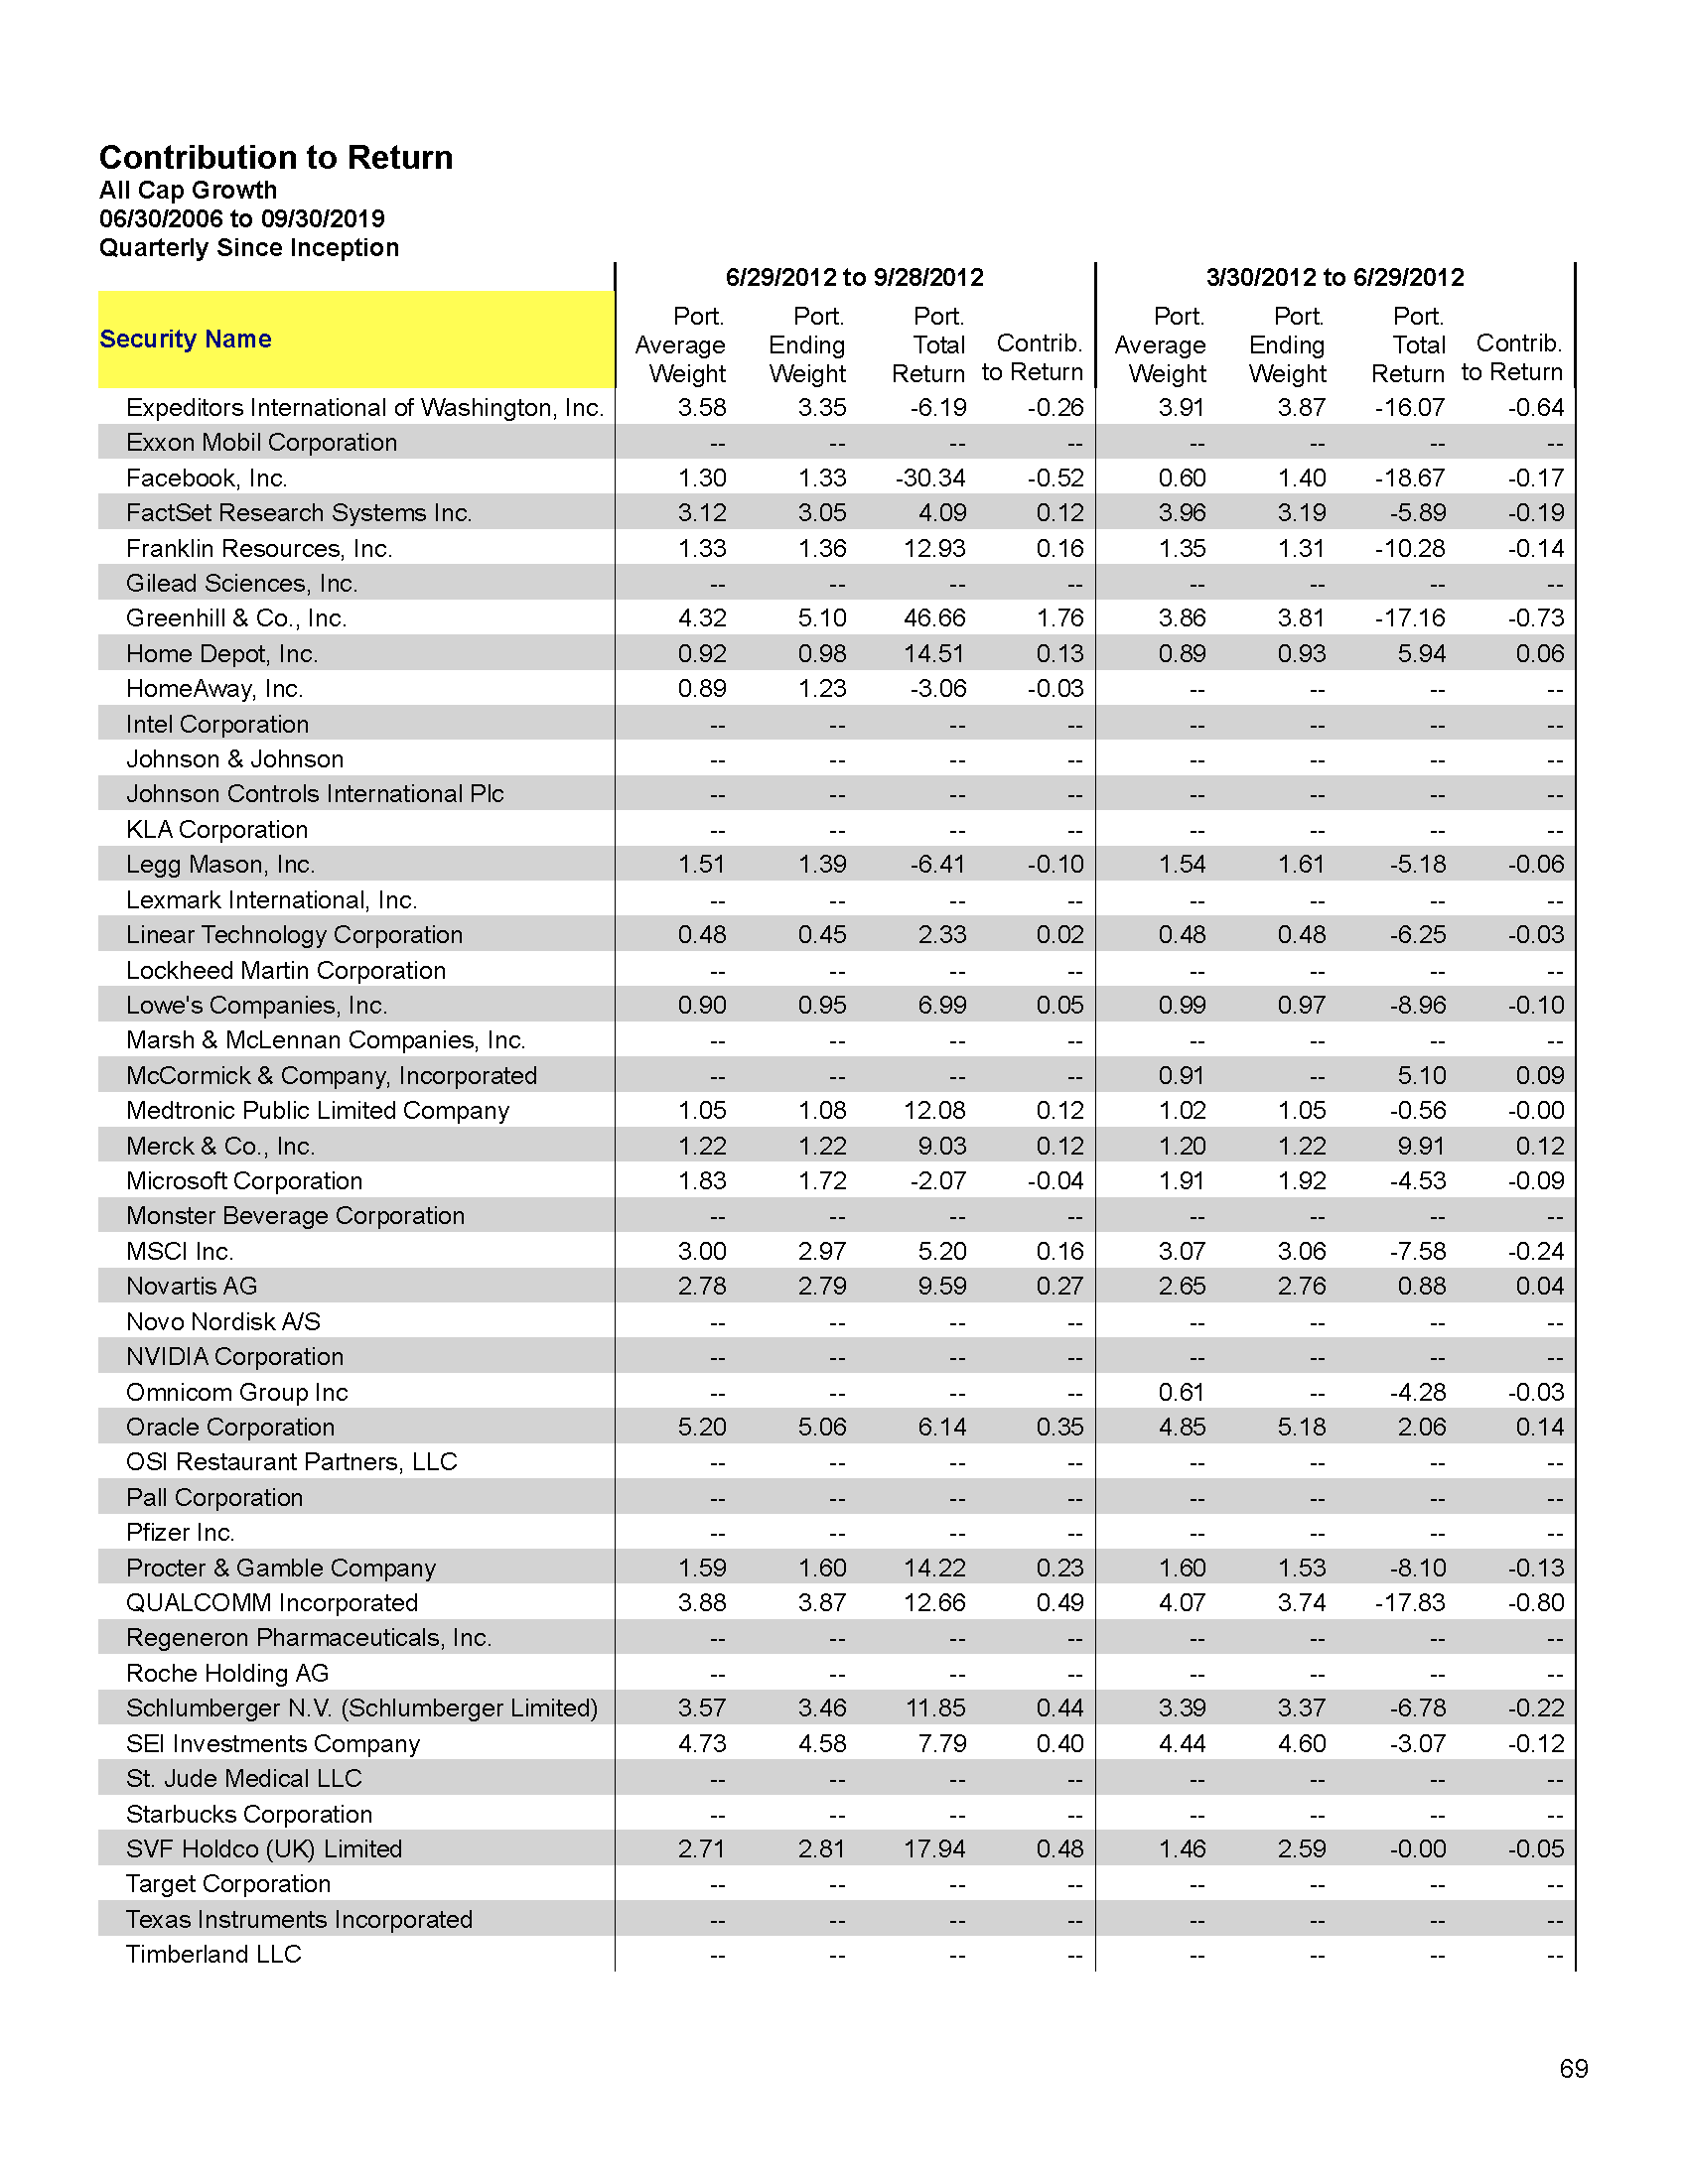 Contribution to Return
All Cap Growth
06/30/2006 to 09/30/2019
Quarterly Since Inception
6/29/2012 to 9/28/2012 3/30/2012 to 6/29/2012
Security Name Port. Average Weight Port. Ending Weight Port. Total Return Contrib. to Return Port. Average Weight Port. Ending Weight Port. Total Return Contrib. to Return
Expeditors International of Washington, Inc. 3.58 3.35 -6.19 -0.26 3.91 3.87 -16.07 -0.64
Exxon Mobil Corporation -- -- -- -- -- -- -- --
Facebook, Inc. 1.30 1.33 -30.34 -0.52 0.60 1.40 -18.67 -0.17
FactSet Research Systems Inc. 3.12 3.05 4.09 0.12 3.96 3.19 -5.89 -0.19
Franklin Resources, Inc. 1.33 1.36 12.93 0.16 1.35 1.31 -10.28 -0.14
Gilead Sciences, Inc. -- -- -- -- -- -- -- --
Greenhill & Co., Inc. 4.32 5.10 46.66 1.76 3.86 3.81 -17.16 -0.73
Home Depot, Inc. 0.92 0.98 14.51 0.13 0.89 0.93 5.94 0.06
HomeAway, Inc. 0.89 1.23 -3.06 -0.03 -- -- -- --
Intel Corporation -- -- -- -- -- -- -- --
Johnson & Johnson -- -- -- -- -- -- -- --
Johnson Controls International Plc -- -- -- -- -- -- -- --
KLA Corporation -- -- -- -- -- -- -- --
Legg Mason, Inc. 1.51 1.39 -6.41 -0.10 1.54 1.61 -5.18 -0.06
Lexmark International, Inc. -- -- -- -- -- -- -- --
Linear Technology Corporation 0.48 0.45 2.33 0.02 0.48 0.48 -6.25 -0.03
Lockheed Martin Corporation -- -- -- -- -- -- -- --
Lowe's Companies, Inc. 0.90 0.95 6.99 0.05 0.99 0.97 -8.96 -0.10
Marsh & McLennan Companies, Inc. -- -- -- -- -- -- -- --
McCormick & Company, Incorporated -- -- -- -- 0.91 -- 5.10 0.09
Medtronic Public Limited Company 1.05 1.08 12.08 0.12 1.02 1.05 -0.56 -0.00
Merck & Co., Inc. 1.22 1.22 9.03 0.12 1.20 1.22 9.91 0.12
Microsoft Corporation 1.83 1.72 -2.07 -0.04 1.91 1.92 -4.53 -0.09
Monster Beverage Corporation -- -- -- -- -- -- -- --
MSCI Inc. 3.00 2.97 5.20 0.16 3.07 3.06 -7.58 -0.24
Novartis AG 2.78 2.79 9.59 0.27 2.65 2.76 0.88 0.04
Novo Nordisk A/S -- -- -- -- -- -- -- --
NVIDIA Corporation -- -- -- -- -- -- -- --
Omnicom Group Inc -- -- -- -- 0.61 -- -4.28 -0.03
Oracle Corporation 5.20 5.06 6.14 0.35 4.85 5.18 2.06 0.14
OSI Restaurant Partners, LLC -- -- -- -- -- -- -- --
Pall Corporation -- -- -- -- -- -- -- --
Pfizer Inc. -- -- -- -- -- -- -- --
Procter & Gamble Company 1.59 1.60 14.22 0.23 1.60 1.53 -8.10 -0.13
QUALCOMM Incorporated 3.88 3.87 12.66 0.49 4.07 3.74 -17.83 -0.80
Regeneron Pharmaceuticals, Inc. -- -- -- -- -- -- -- --
Roche Holding AG -- -- -- -- -- -- -- --
Schlumberger N.V. (Schlumberger Limited) 3.57 3.46 11.85 0.44 3.39 3.37 -6.78 -0.22
SEI Investments Company 4.73 4.58 7.79 0.40 4.44 4.60 -3.07 -0.12
St. Jude Medical LLC -- -- -- -- -- -- -- --
Starbucks Corporation -- -- -- -- -- -- -- --
SVF Holdco (UK) Limited 2.71 2.81 17.94 0.48 1.46 2.59 -0.00 -0.05
Target Corporation -- -- -- -- -- -- -- --
Texas Instruments Incorporated -- -- -- -- -- -- -- --
Timberland LLC -- -- -- -- -- -- -- --
69